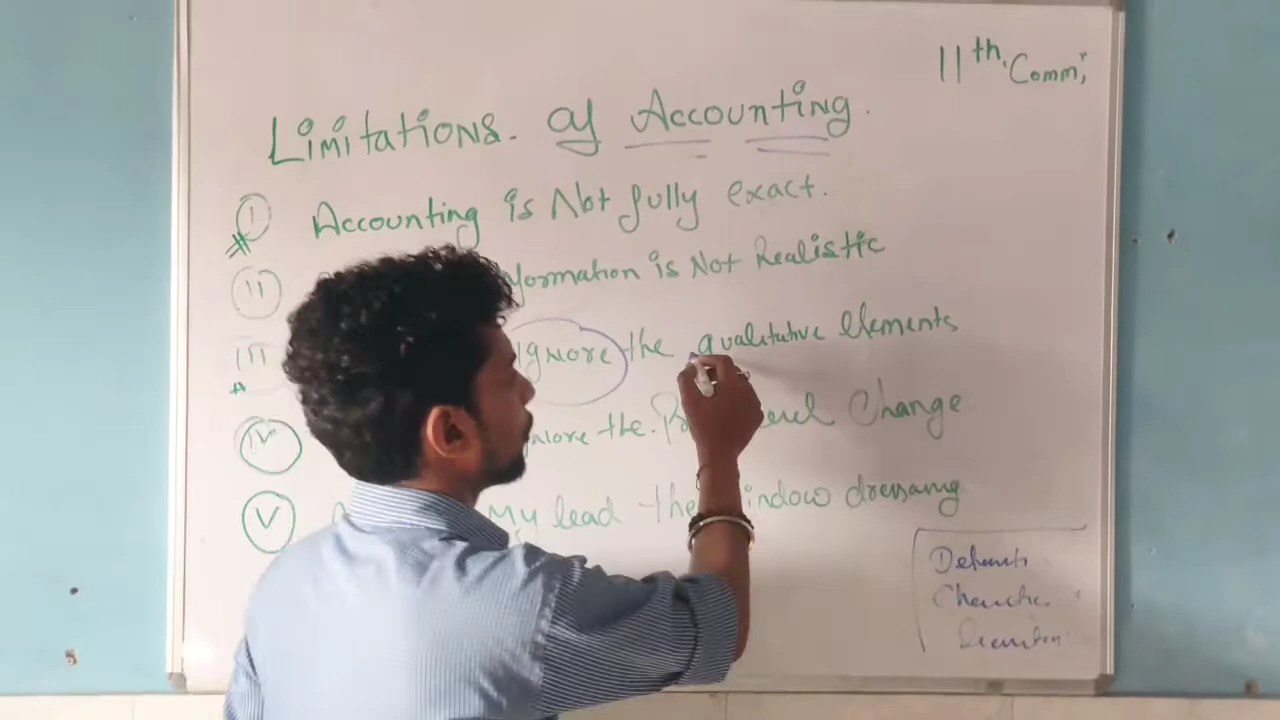 11th. Comm;
Limitations. of Accounting.
I Accounting is Not fully exact.
II formation is Not Realistic
III Ignore the qualitative Elements
IV nore the. Change
V My lead the indow dressing